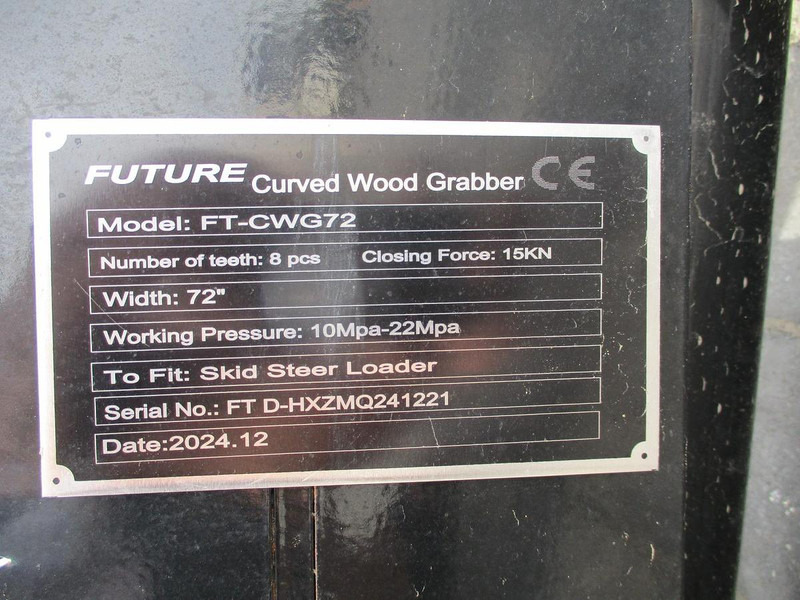 FUTURE Curved Wood Grabber CE
Model: FT-CWG72
Number of teeth: 8 pcs Closing Force: 15KN
Width: 72"
Working Pressure: 10Mpa-22Mpa
To Fit: Skid Steer Loader
Serial No.: FT D-HXZMQ241221
Date:2024.12